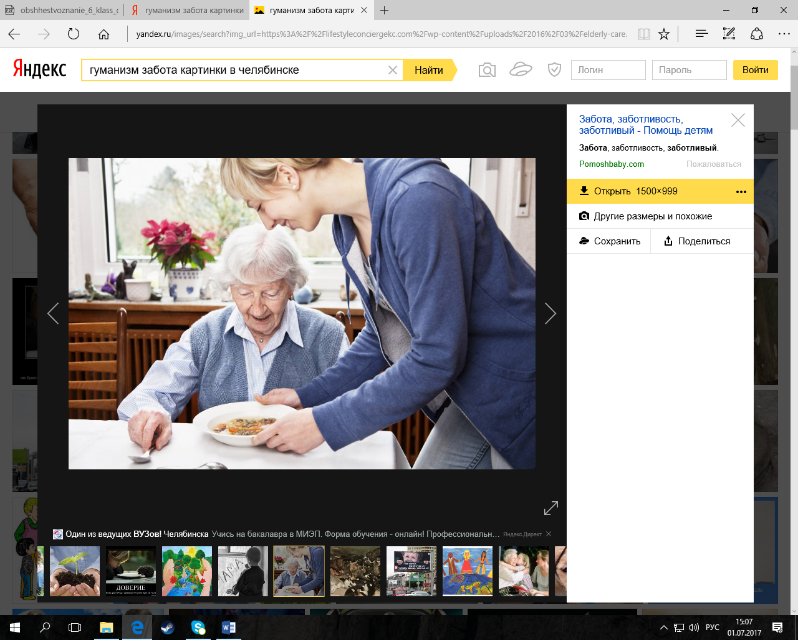 obshhestvoznanie_6_klass_
гуманизм забота картинки
гуманизм забота карти
yandex.ru/images/search?img_url=https%3A%2F%2Flifestyleconciergekc.com%2Fwp-content%2Fuploads%2F2016%2F03%2Felderly-care.
Яндекс
гуманизм забота картинки в челябинске
Найти
Логин
Пароль
Войти
Забота, заботливость,
заботливый - Помощь детям
Забота, заботливость, заботливый.
Pomoshbaby.com
Пожаловаться
Открыть 1500×999
Другие размеры и похожие
Сохранить
Поделиться
Один из ведущих ВУЗов! Челябинска Учись на бакалавра в МИЭП. Форма обучения - онлайн! Профессиональн...
Яндекс.Директ
ДОВЕРИЕ
РУС
15:07
01.07.2017